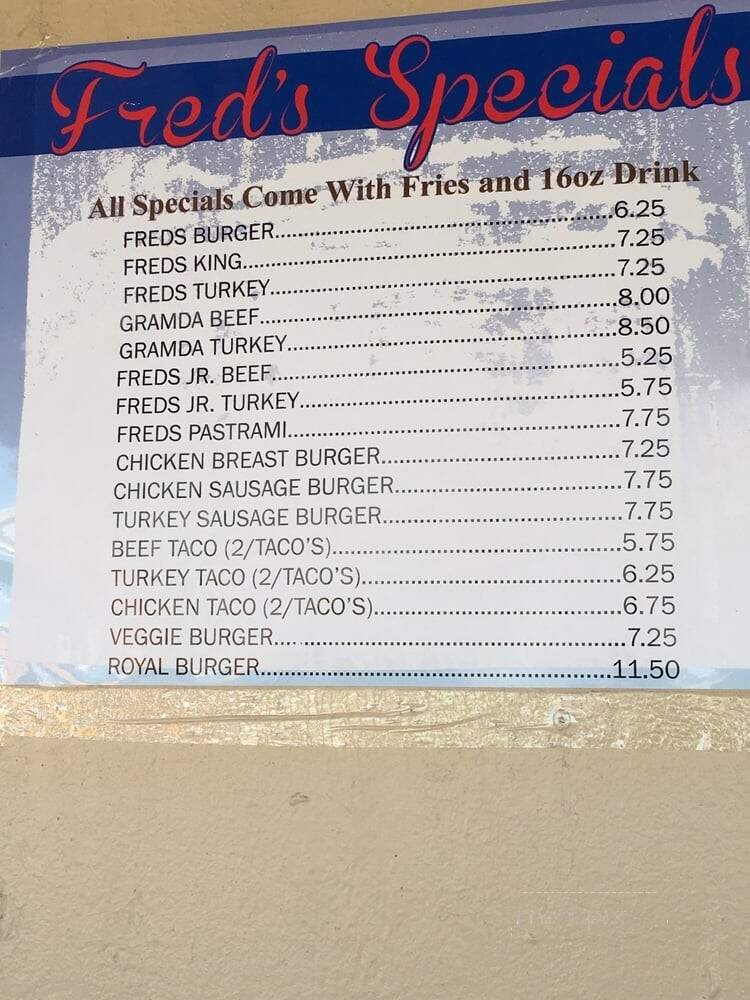 Fred's Specials
All Specials Come With Fries and 16oz Drink
FREDS BURGER..............................................6.25
FREDS KING..................................................7.25
FREDS TURKEY..............................................7.25
GRAMDA BEEF..............................................8.00
GRAMDA TURKEY..........................................8.50
FREDS JR. BEEF............................................5.25
FREDS JR. TURKEY........................................5.75
FREDS PASTRAMI..........................................7.75
CHICKEN BREAST BURGER..............................7.25
CHICKEN SAUSAGE BURGER............................7.75
TURKEY SAUSAGE BURGER..............................7.75
BEEF TACO (2/TACO'S)....................................5.75
TURKEY TACO (2/TACO'S)................................6.25
CHICKEN TACO (2/TACO'S)..............................6.75
VEGGIE BURGER............................................7.25
ROYAL BURGER..............................................11.50